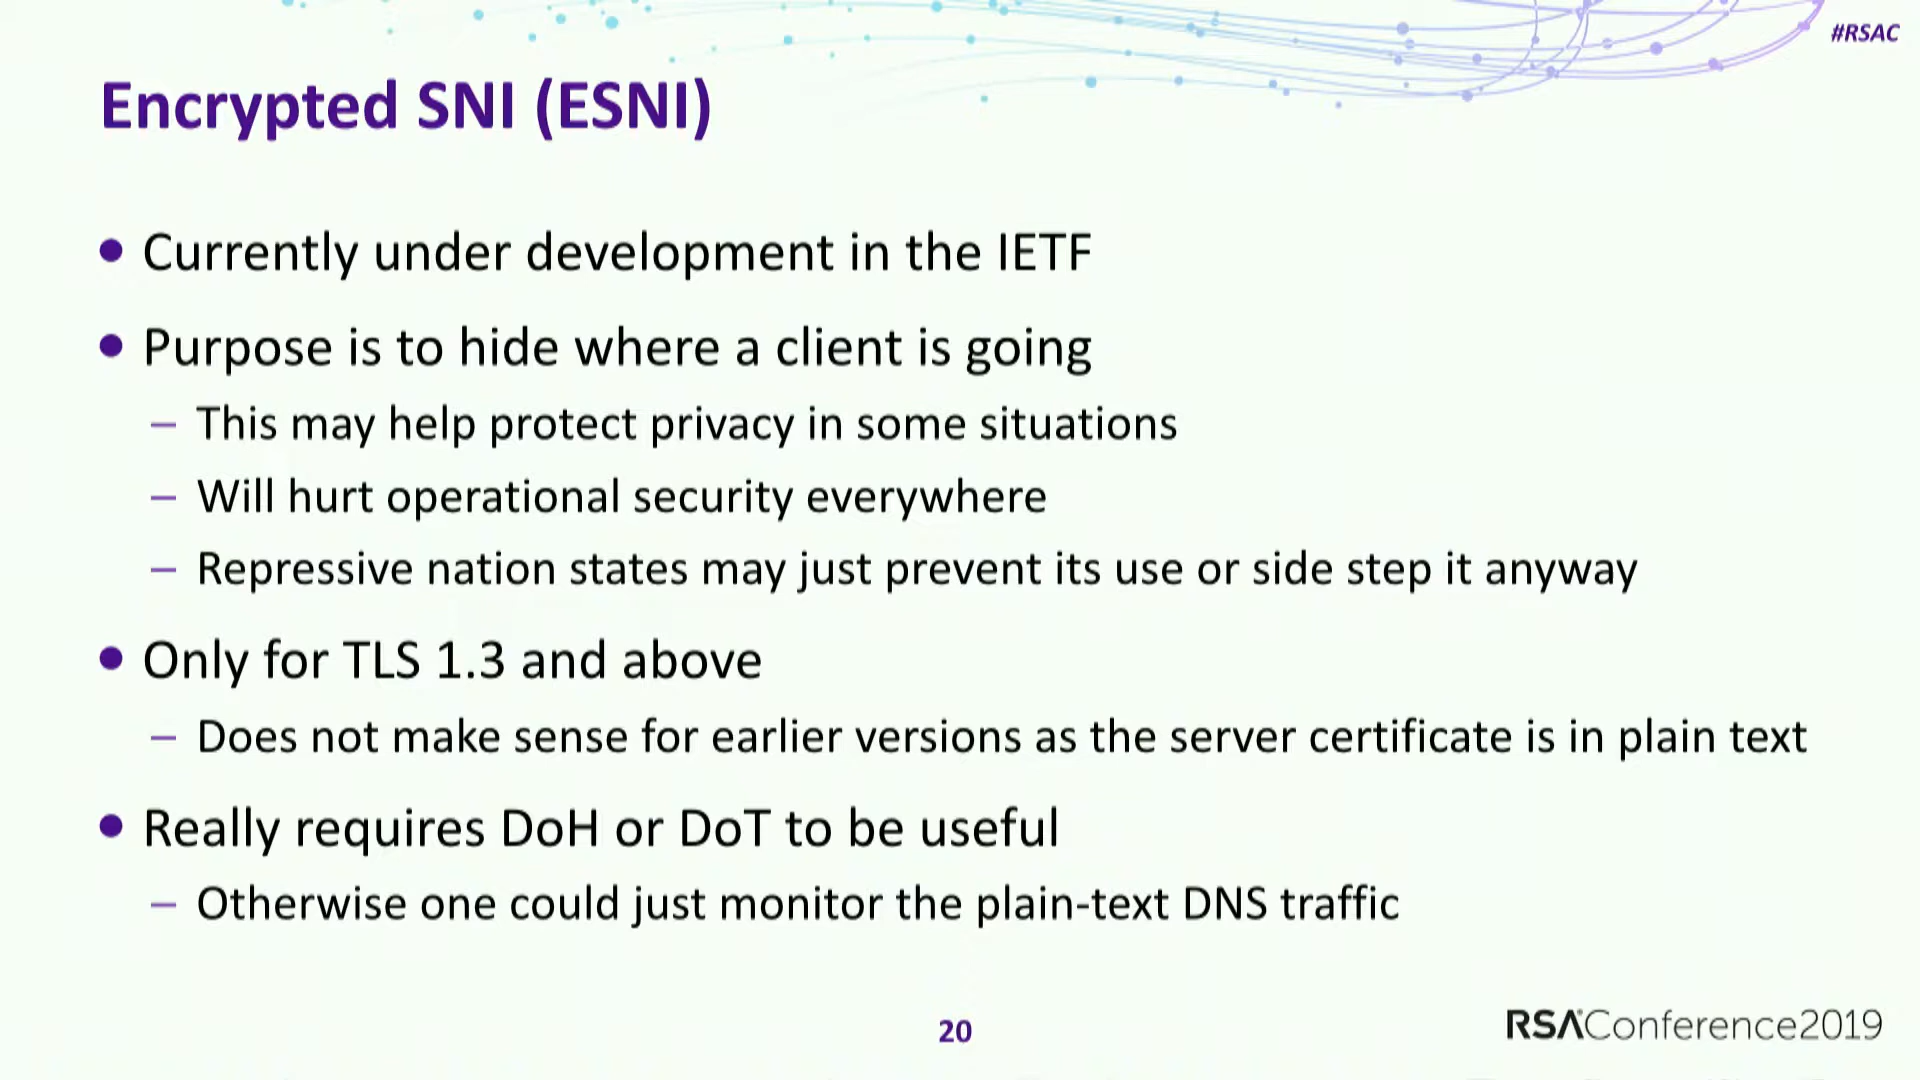 #RSAC
Encrypted SNI (ESNI)
• Currently under development in the IETF
• Purpose is to hide where a client is going
– This may help protect privacy in some situations
– Will hurt operational security everywhere
– Repressive nation states may just prevent its use or side step it anyway
• Only for TLS 1.3 and above
– Does not make sense for earlier versions as the server certificate is in plain text
• Really requires DoH or DoT to be useful
– Otherwise one could just monitor the plain-text DNS traffic
20
RSAConference2019